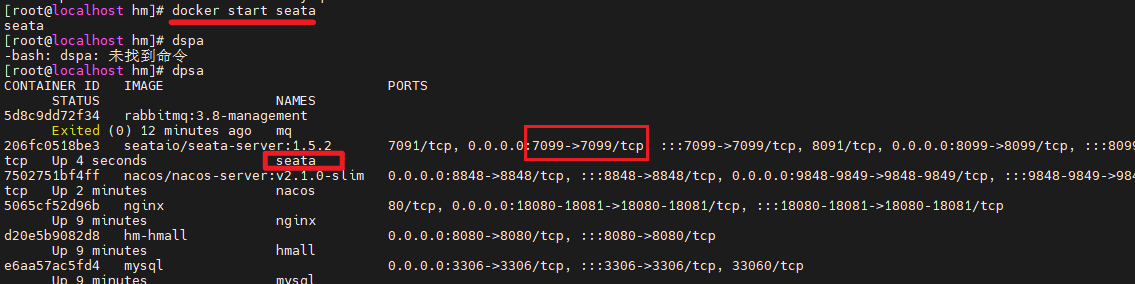 [root@localhost hm]# docker start seata
seata
[root@localhost hm]# dspa
-bash: dspa: 未找到命令
[root@localhost hm]# dpsa
CONTAINER ID   IMAGE                             PORTS
      STATUS                      NAMES
5d8c9dd72f34   rabbitmq:3.8-management
      Exited (0) 12 minutes ago   mq
206fc0518be3   seataio/seata-server:1.5.2        7091/tcp, 0.0.0.0:7099->7099/tcp, :::7099->7099/tcp, 8091/tcp, 0.0.0.0:8099->8099/tcp, :::8099
tcp   Up 4 seconds                seata
7502751bf4ff   nacos/nacos-server:v2.1.0-slim    0.0.0.0:8848->8848/tcp, :::8848->8848/tcp, 0.0.0.0:9848-9849->9848-9849/tcp, :::9848-9849->984
tcp   Up 2 minutes                nacos
5065cf52d96b   nginx                             80/tcp, 0.0.0.0:18080-18081->18080-18081/tcp, :::18080-18081->18080-18081/tcp
      Up 9 minutes                nginx
d20e5b9082d8   hm-hmall                          0.0.0.0:8080->8080/tcp, :::8080->8080/tcp
      Up 9 minutes                hmall
e6aa57ac5fd4   mysql                             0.0.0.0:3306->3306/tcp, :::3306->3306/tcp, 33060/tcp
      Up 9 minutes                mysql